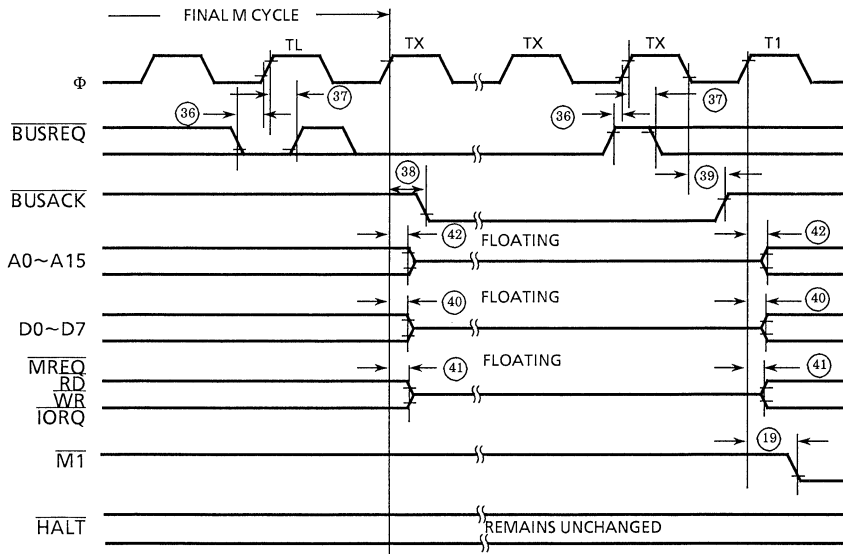 FINAL M CYCLE
TL TX TX TX T1
Φ
36 37 36 37
BUSREQ
38 39
BUSACK
42 FLOATING 42
A0~A15
40 FLOATING 40
D0~D7
MREQ 41 FLOATING 41
RD
WR
IORQ
19
M1
HALT REMAINS UNCHANGED